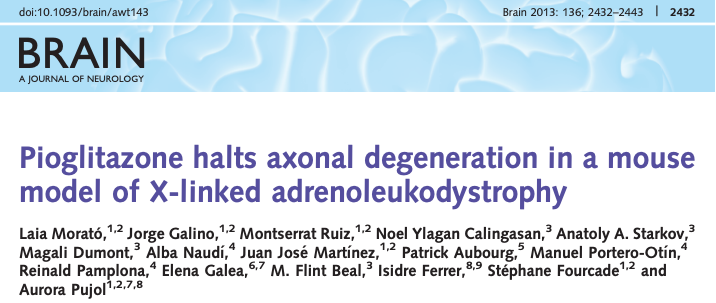 doi:10.1093/brain/awt143 Brain 2013: 136; 2432–2443 | 2432
BRAIN
A JOURNAL OF NEUROLOGY
Pioglitazone halts axonal degeneration in a mouse
model of X-linked adrenoleukodystrophy
Laia Morató,1,2 Jorge Galino,1,2 Montserrat Ruiz,1,2 Noel Ylagan Calingasan,3 Anatoly A. Starkov,3
Magali Dumont,3 Alba Naudí,4 Juan José Martínez,1,2 Patrick Aubourg,5 Manuel Portero-Otín,4
Reinald Pamplona,4 Elena Galea,6,7 M. Flint Beal,3 Isidre Ferrer,8,9 Stéphane Fourcade1,2 and
Aurora Pujol1,2,7,8